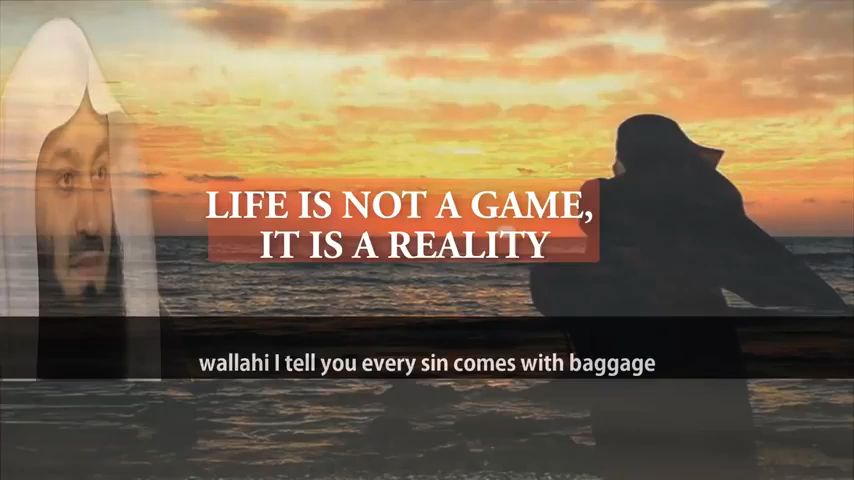 LIFE IS NOT A GAME,
IT IS A REALITY
wallahi I tell you every sin comes with baggage